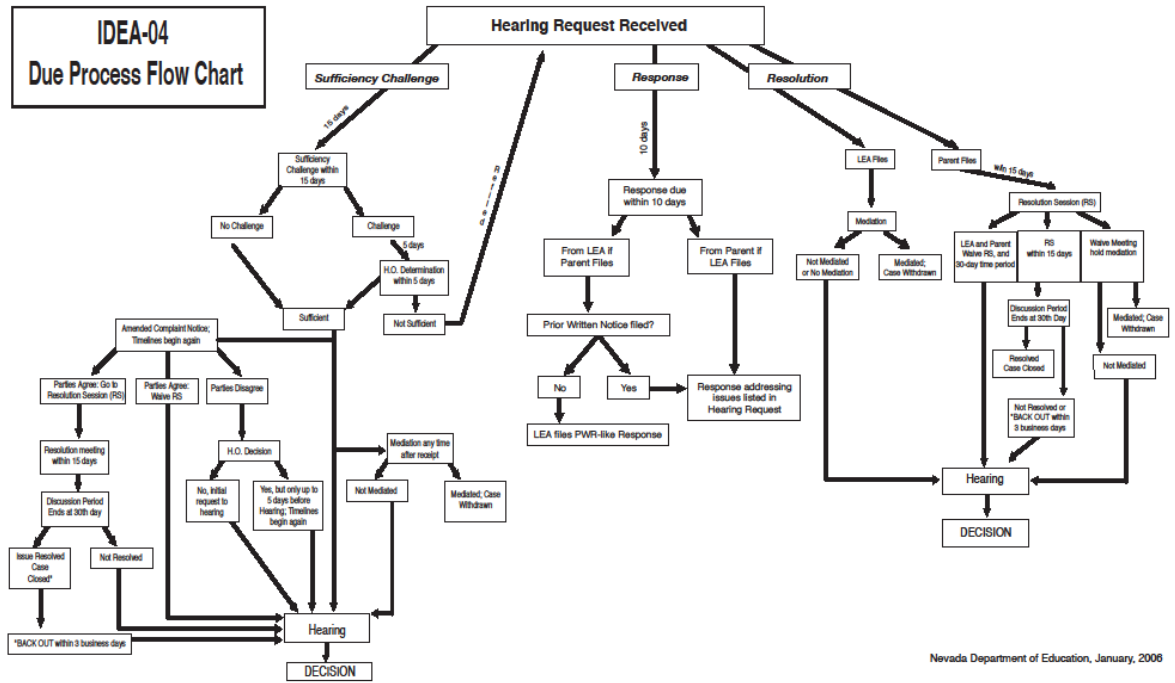 IDEA-04
Due Process Flow Chart
Hearing Request Received
Sufficiency Challenge
Response
Resolution
15 days
Sufficiency
Challenge within
15 days
No Challenge
Challenge
5 days
H.O. Determination
within 5 days
Sufficient
Not Sufficient
Refiled
Amended Complaint Notice;
Timelines begin again
Parties Agree: Go to
Resolution Session (RS)
Parties Agree:
Waive RS
Parties Disagree
Resolution meeting
within 15 days
Discussion Period
Ends at 30th day
Issue Resolved
Case
Closed*
Not Resolved
*BACK OUT within 3 business days
H.O. Decision
No, Initial
request to
hearing
Yes, but only up to
5 days before
Hearing; Timelines
begin again
Mediation any time
after receipt
Not Mediated
Mediated; Case
Withdrawn
Hearing
DECISION
10 days
Response due
within 10 days
From LEA if
Parent Files
From Parent if
LEA Files
Prior Written Notice filed?
No
Yes
LEA files PWR-like Response
Response addressing
issues listed in
Hearing Request
LEA Files
Mediation
Not Mediated
or No Mediation
Mediated;
Case Withdrawn
Parent Files
w/in 15 days
Resolution Session (RS)
LEA and Parent
Waive RS, and
30-day time period
RS
within 15 days
Waive Meeting
hold mediation
Discussion Period
Ends at 30th Day
Resolved
Case Closed
Not Resolved or
*BACK OUT within
3 business days
Mediated; Case
Withdrawn
Not Mediated
Hearing
DECISION
Nevada Department of Education, January, 2006